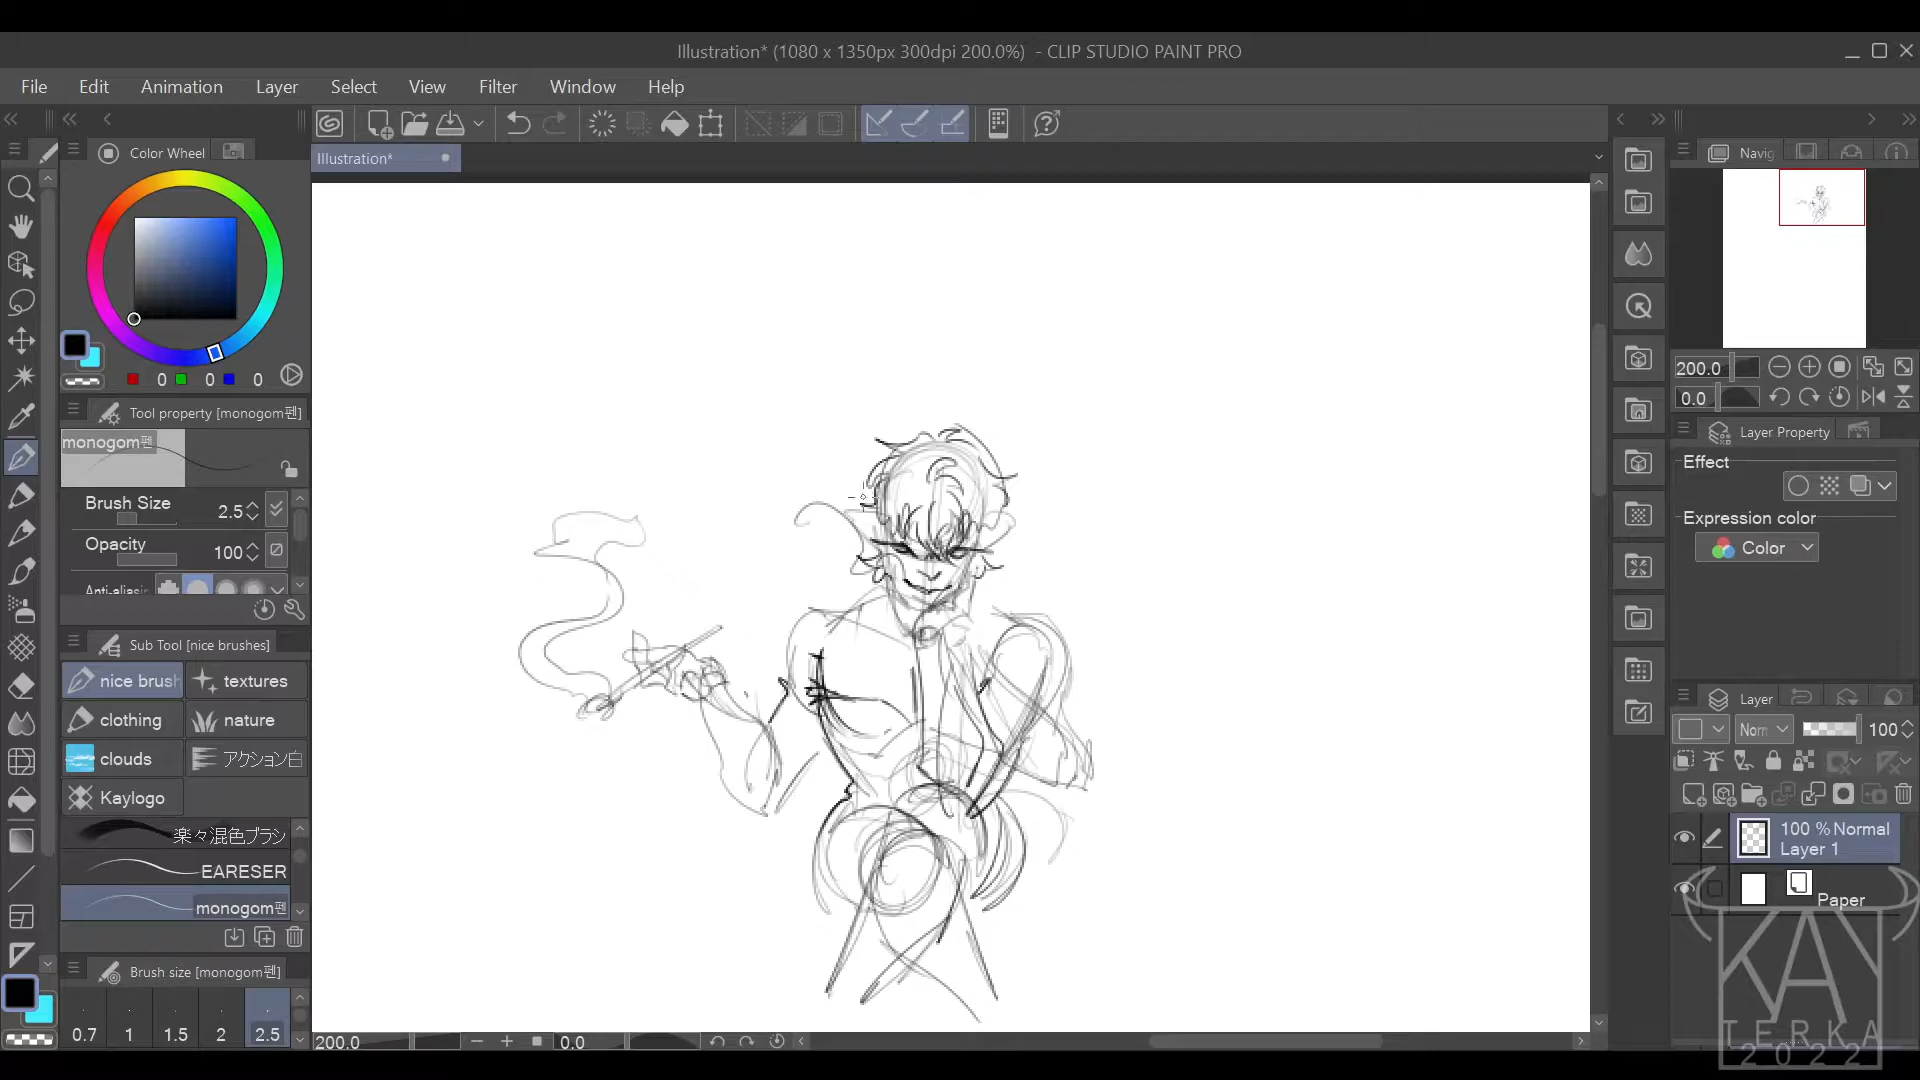 Illustration* (1080 x 1350px 300dpi 200.0%) - CLIP STUDIO PAINT PRO
File Edit Animation Layer Select View Filter Window Help
Color Wheel
Illustration*
Navig
0 0 0
200.0
0.0
Tool property [monogom펜]
monogom펜
Layer Property
Effect
Brush Size 2.5
Expression color
Opacity 100
Color
Anti-aliasing
Sub Tool [nice brushes]
nice brush textures
clothing nature
clouds アクション白
Kaylogo
Layer
Norm 100
楽々混色ブラシ
EARESER
monogom펜
100 % Normal
Layer 1
Paper
Brush size [monogom펜]
0.7 1 1.5 2 2.5
200.0 0.0
KAY
TERKA
2022